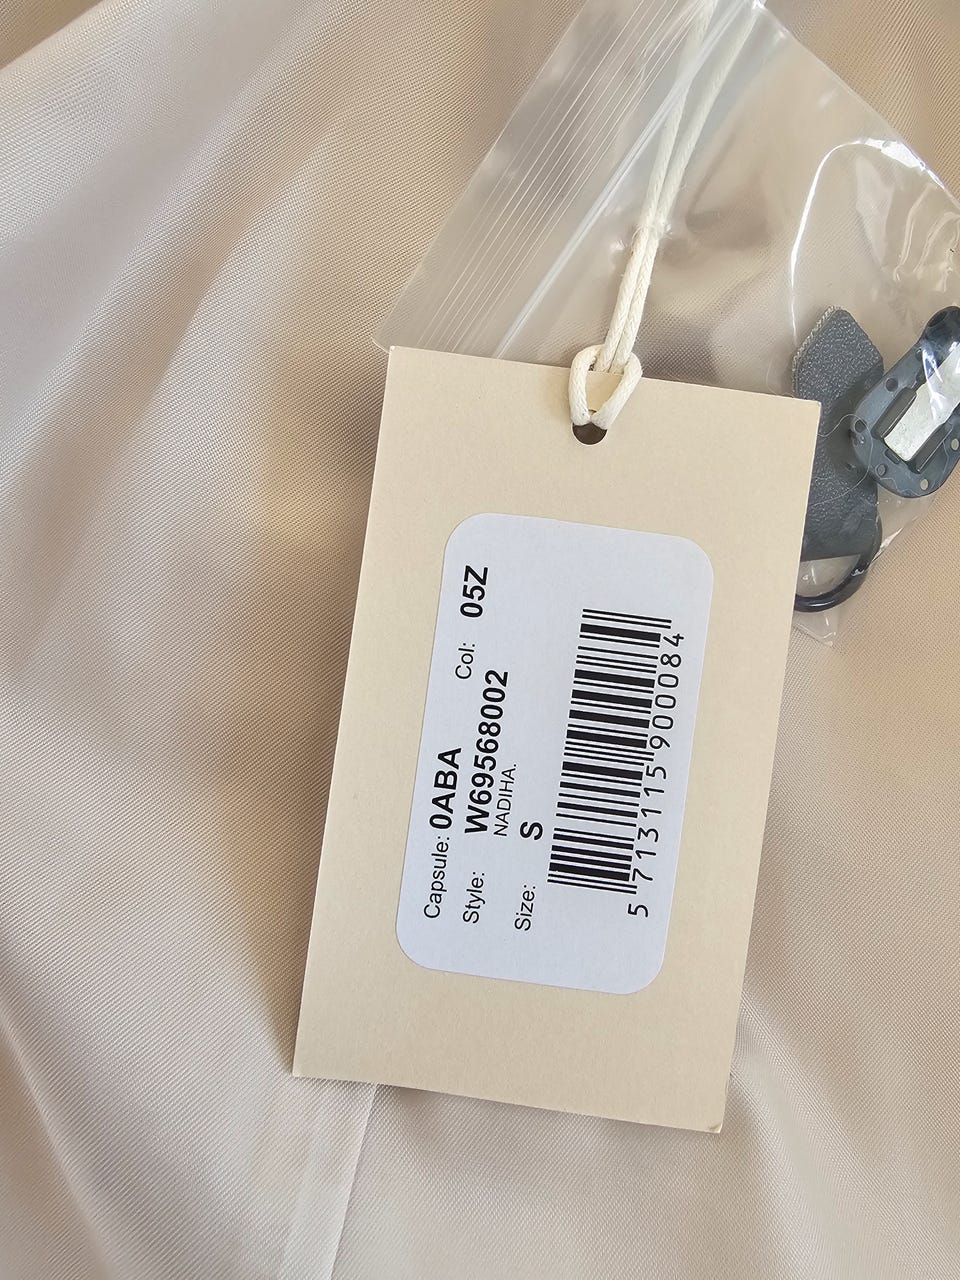 Capsule: 0ABA
Style: W69568002 Col: 05Z
NADIHA.
Size: S
5 713115 900084